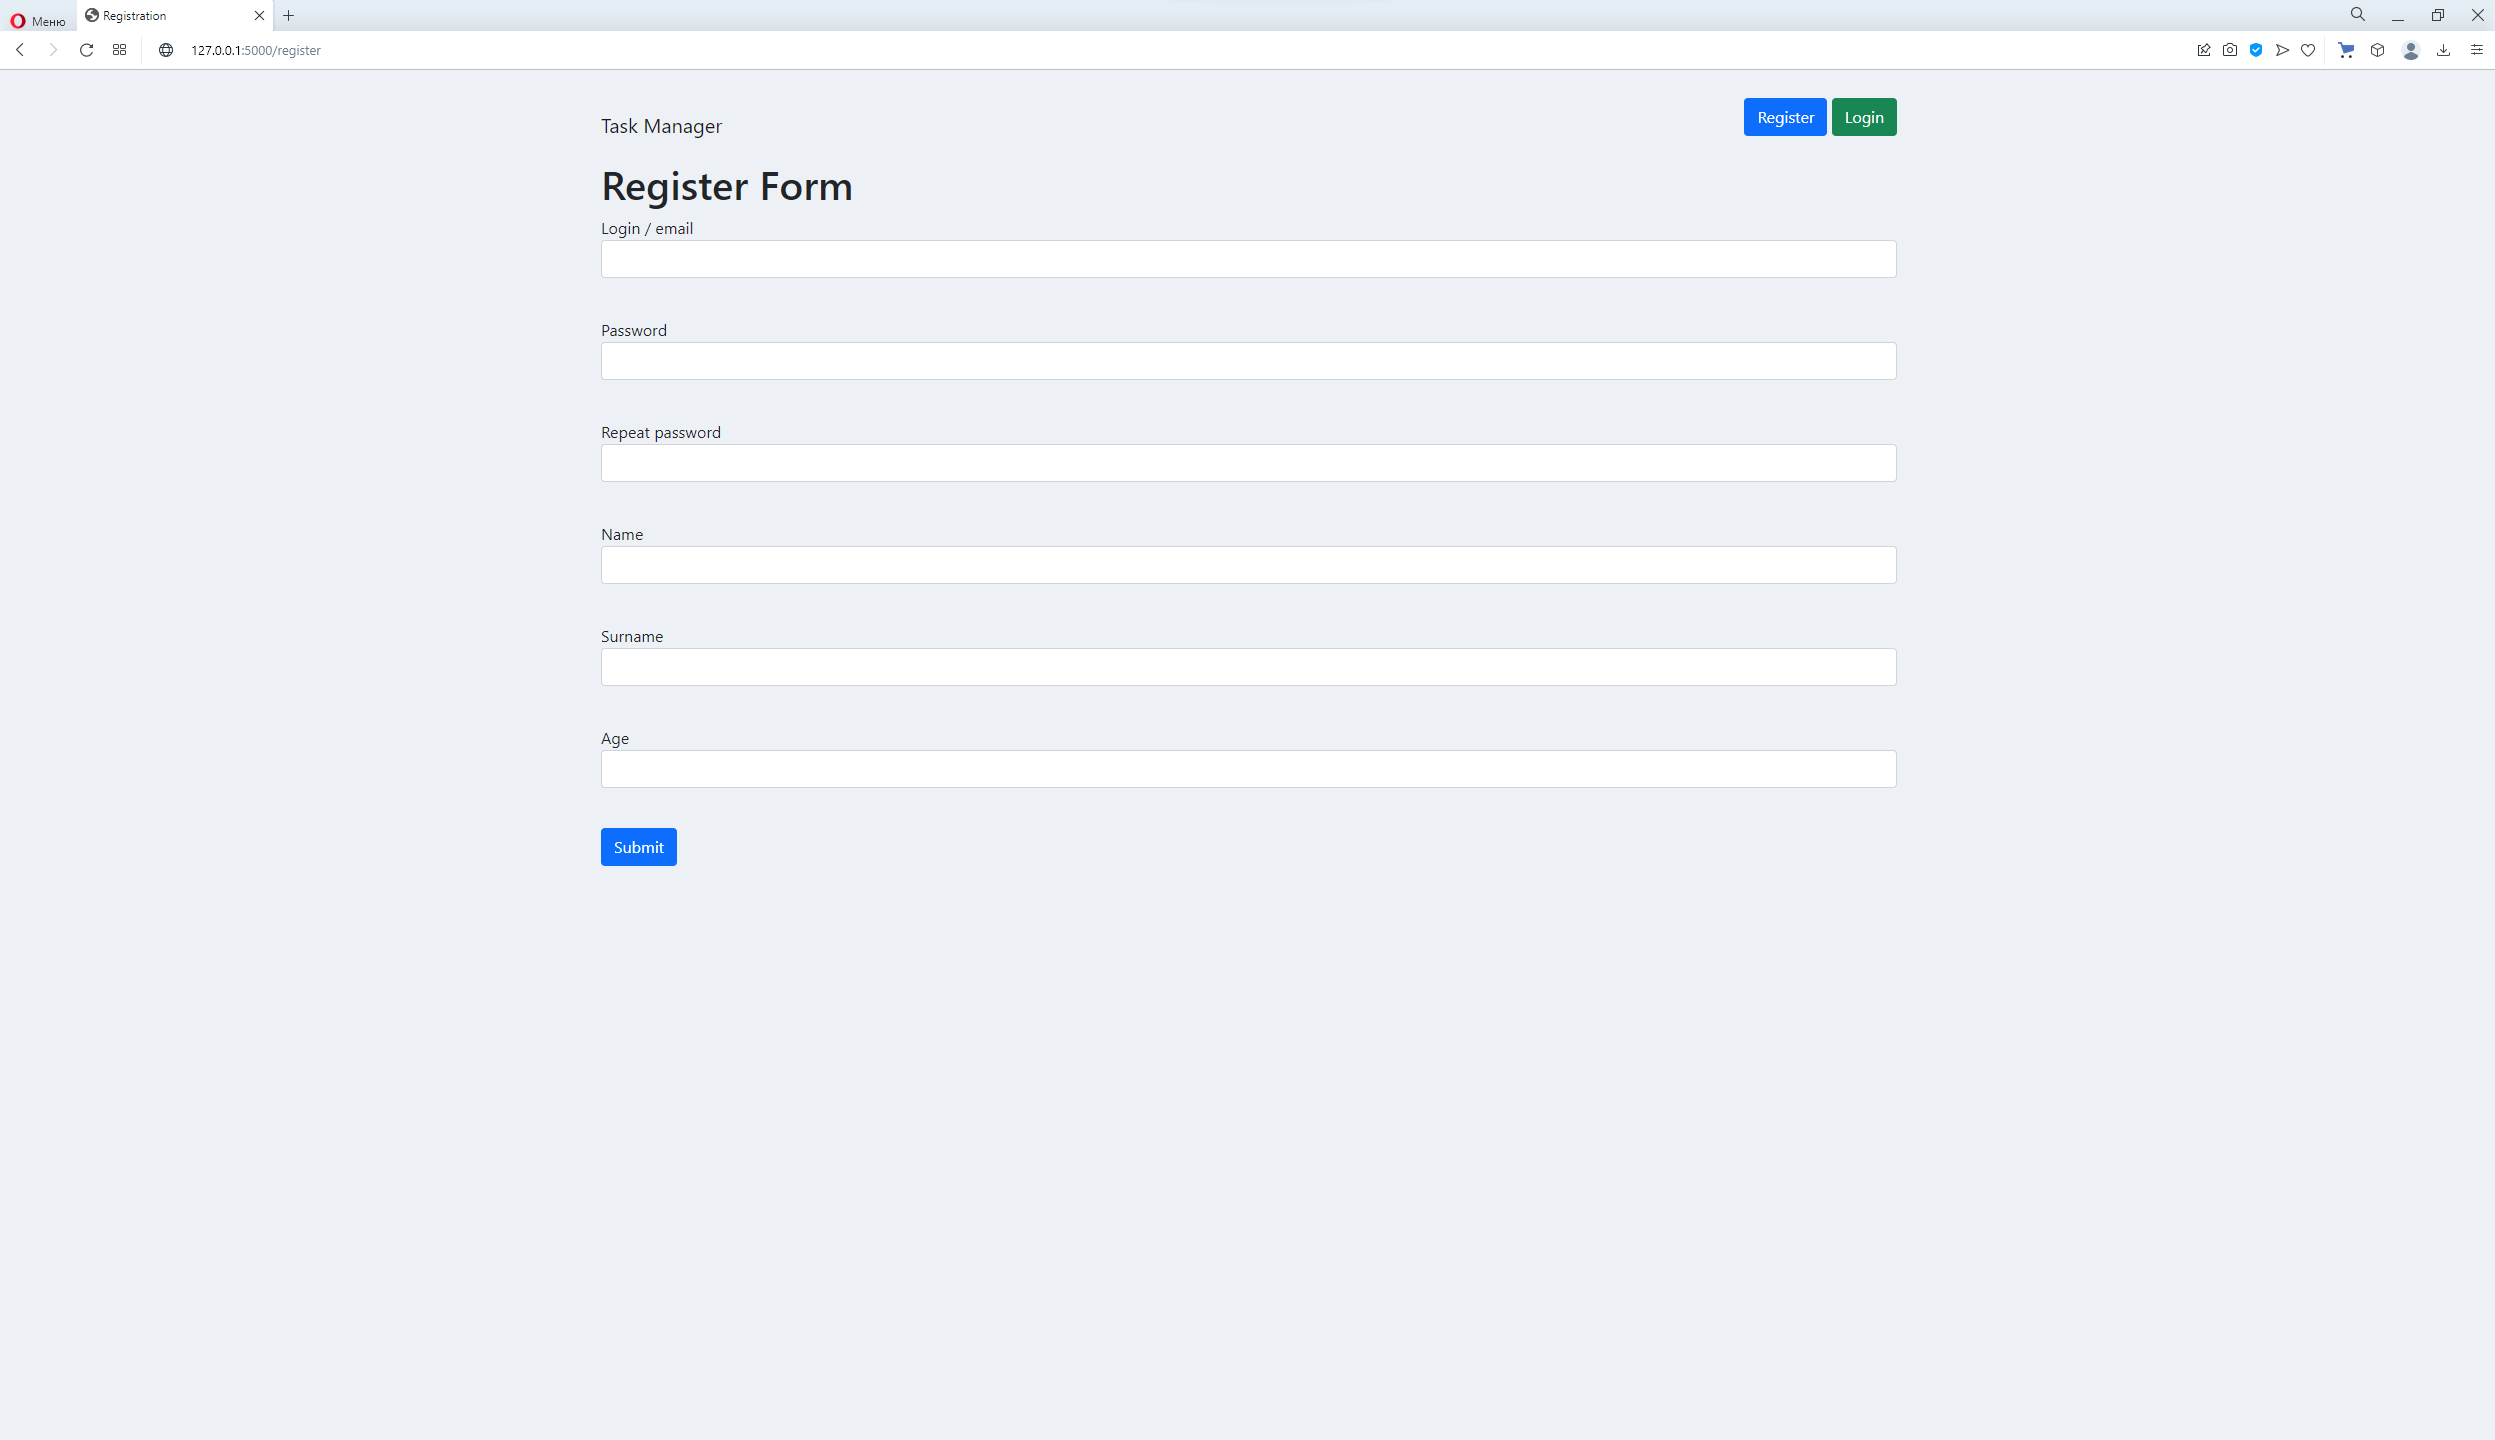 Меню
Registration
127.0.0.1:5000/register
Task Manager
Register Login
Register Form
Login / email
Password
Repeat password
Name
Surname
Age
Submit